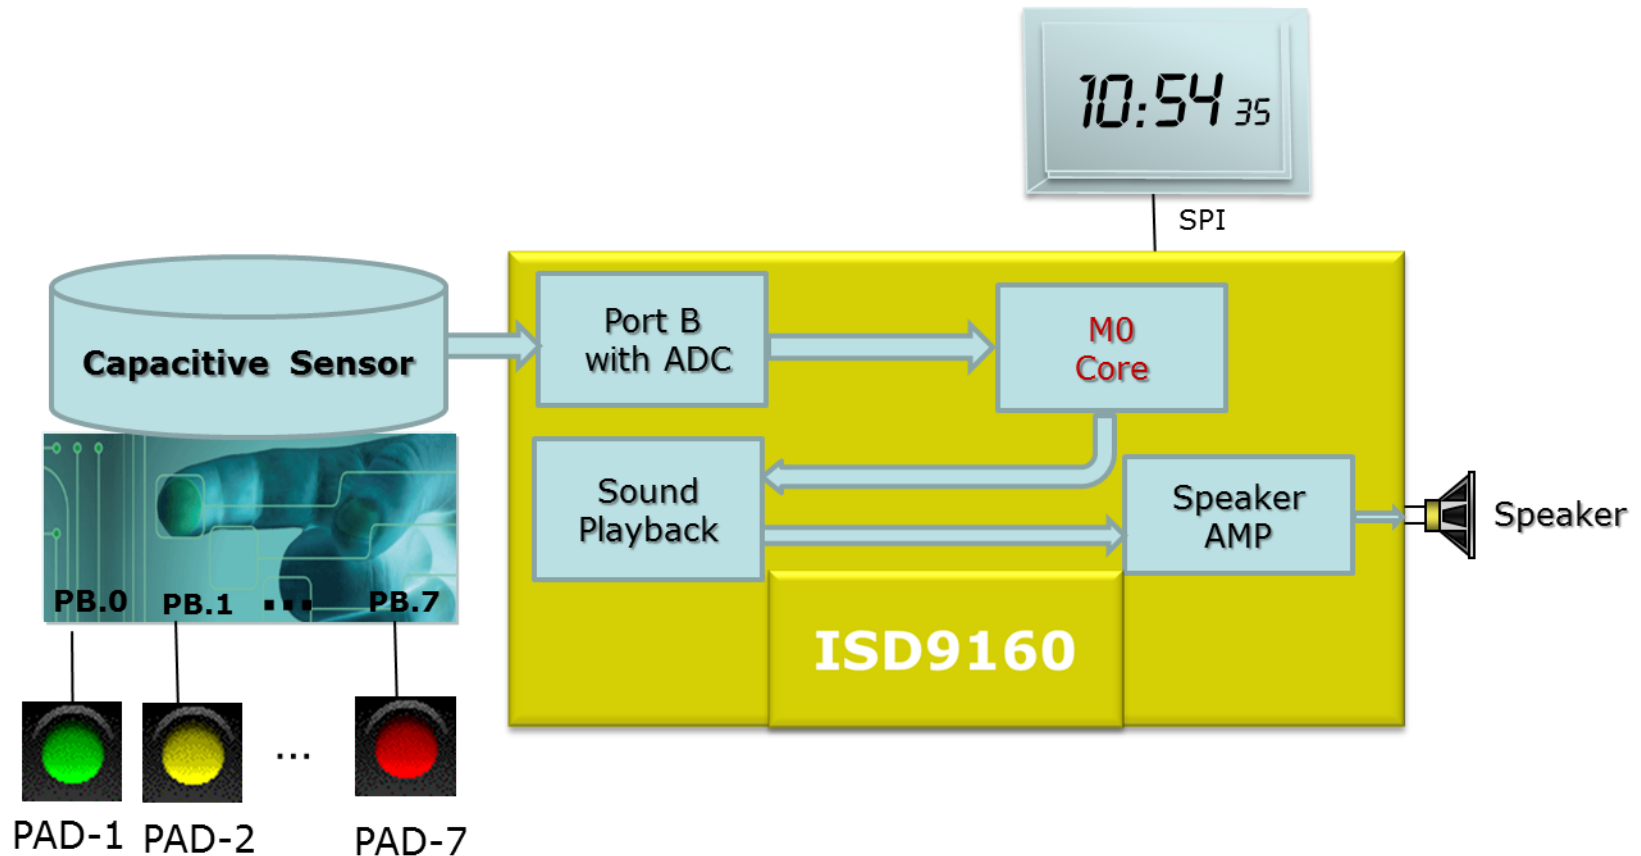 10:54 35
SPI
Capacitive Sensor
Port B
with ADC
M0
Core
Sound
Playback
Speaker
AMP
Speaker
PB.0 PB.1 ... PB.7
ISD9160
...
PAD-1 PAD-2 PAD-7